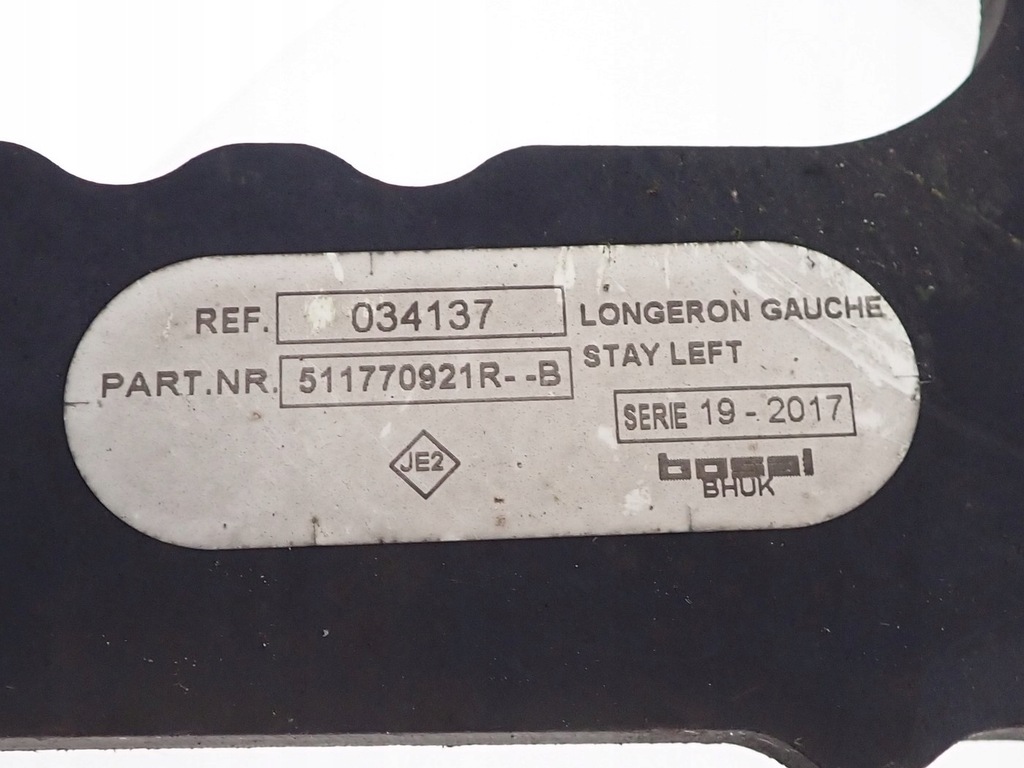 REF. 034137
PART.NR. 511770921R- -B
JE2
LONGERON GAUCHE
STAY LEFT
SERIE 19 - 2017
bosal
BHUK